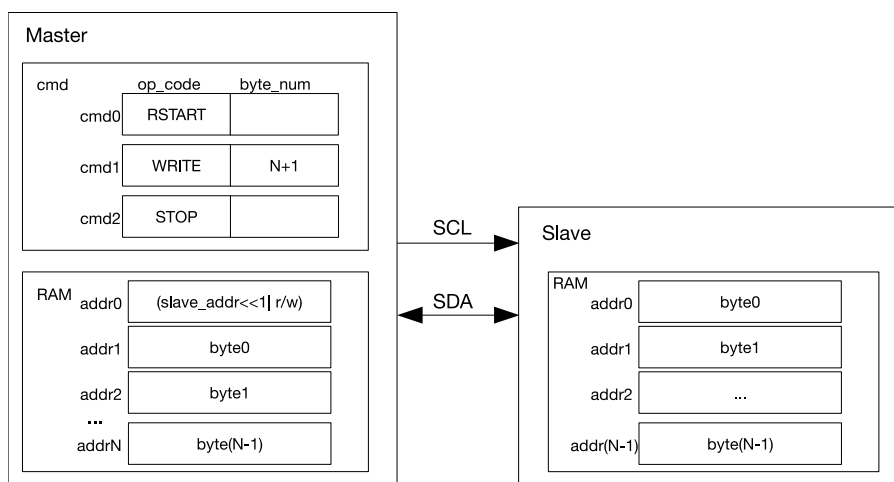 Master
cmd op_code byte_num
cmd0 RSTART
cmd1 WRITE N+1
cmd2 STOP
RAM
addr0 (slave_addr<<1| r/w)
addr1 byte0
addr2 byte1
...
addrN byte(N-1)
SCL
SDA
Slave
RAM
addr0 byte0
addr1 byte1
addr2 ...
addr(N-1) byte(N-1)